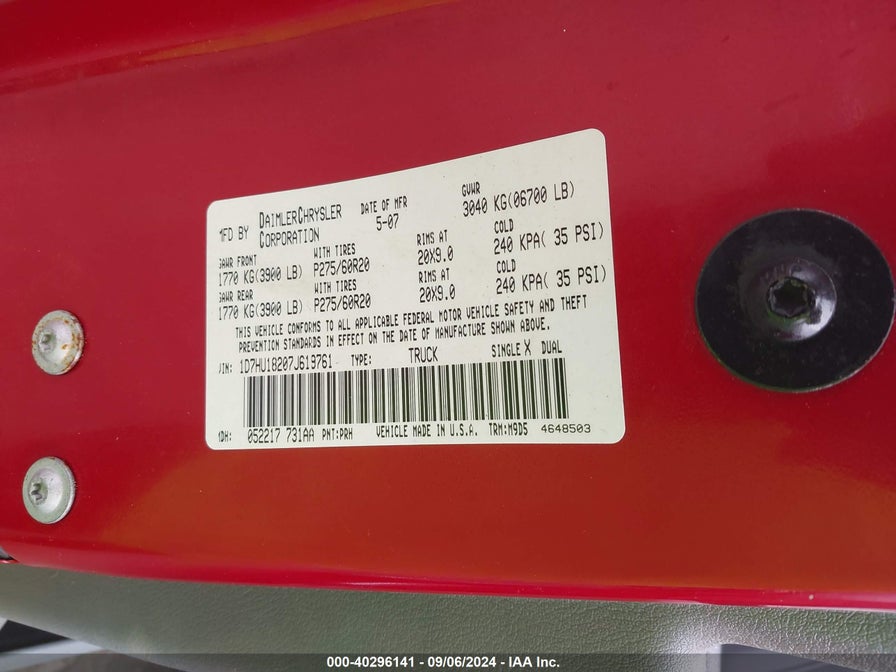 MFD BY DAIMLERCHRYSLER CORPORATION DATE OF MFR 5-07 GVWR 3040 KG(06700 LB)
GAWR FRONT WITH TIRES RIMS AT COLD
1770 KG(3900 LB) P275/60R20 20X9.0 240 KPA( 35 PSI)
GAWR REAR WITH TIRES RIMS AT COLD
1770 KG(3900 LB) P275/60R20 20X9.0 240 KPA( 35 PSI)
THIS VEHICLE CONFORMS TO ALL APPLICABLE FEDERAL MOTOR VEHICLE SAFETY AND THEFT
PREVENTION STANDARDS IN EFFECT ON THE DATE OF MANUFACTURE SHOWN ABOVE.
VIN: 1D7HU18207J619761 TYPE: TRUCK SINGLE X DUAL
MDH: 052217 731AA PNT:PRH VEHICLE MADE IN U.S.A. TRM:M9D5 4648503
000-40296141 - 09/06/2024 - IAA Inc.